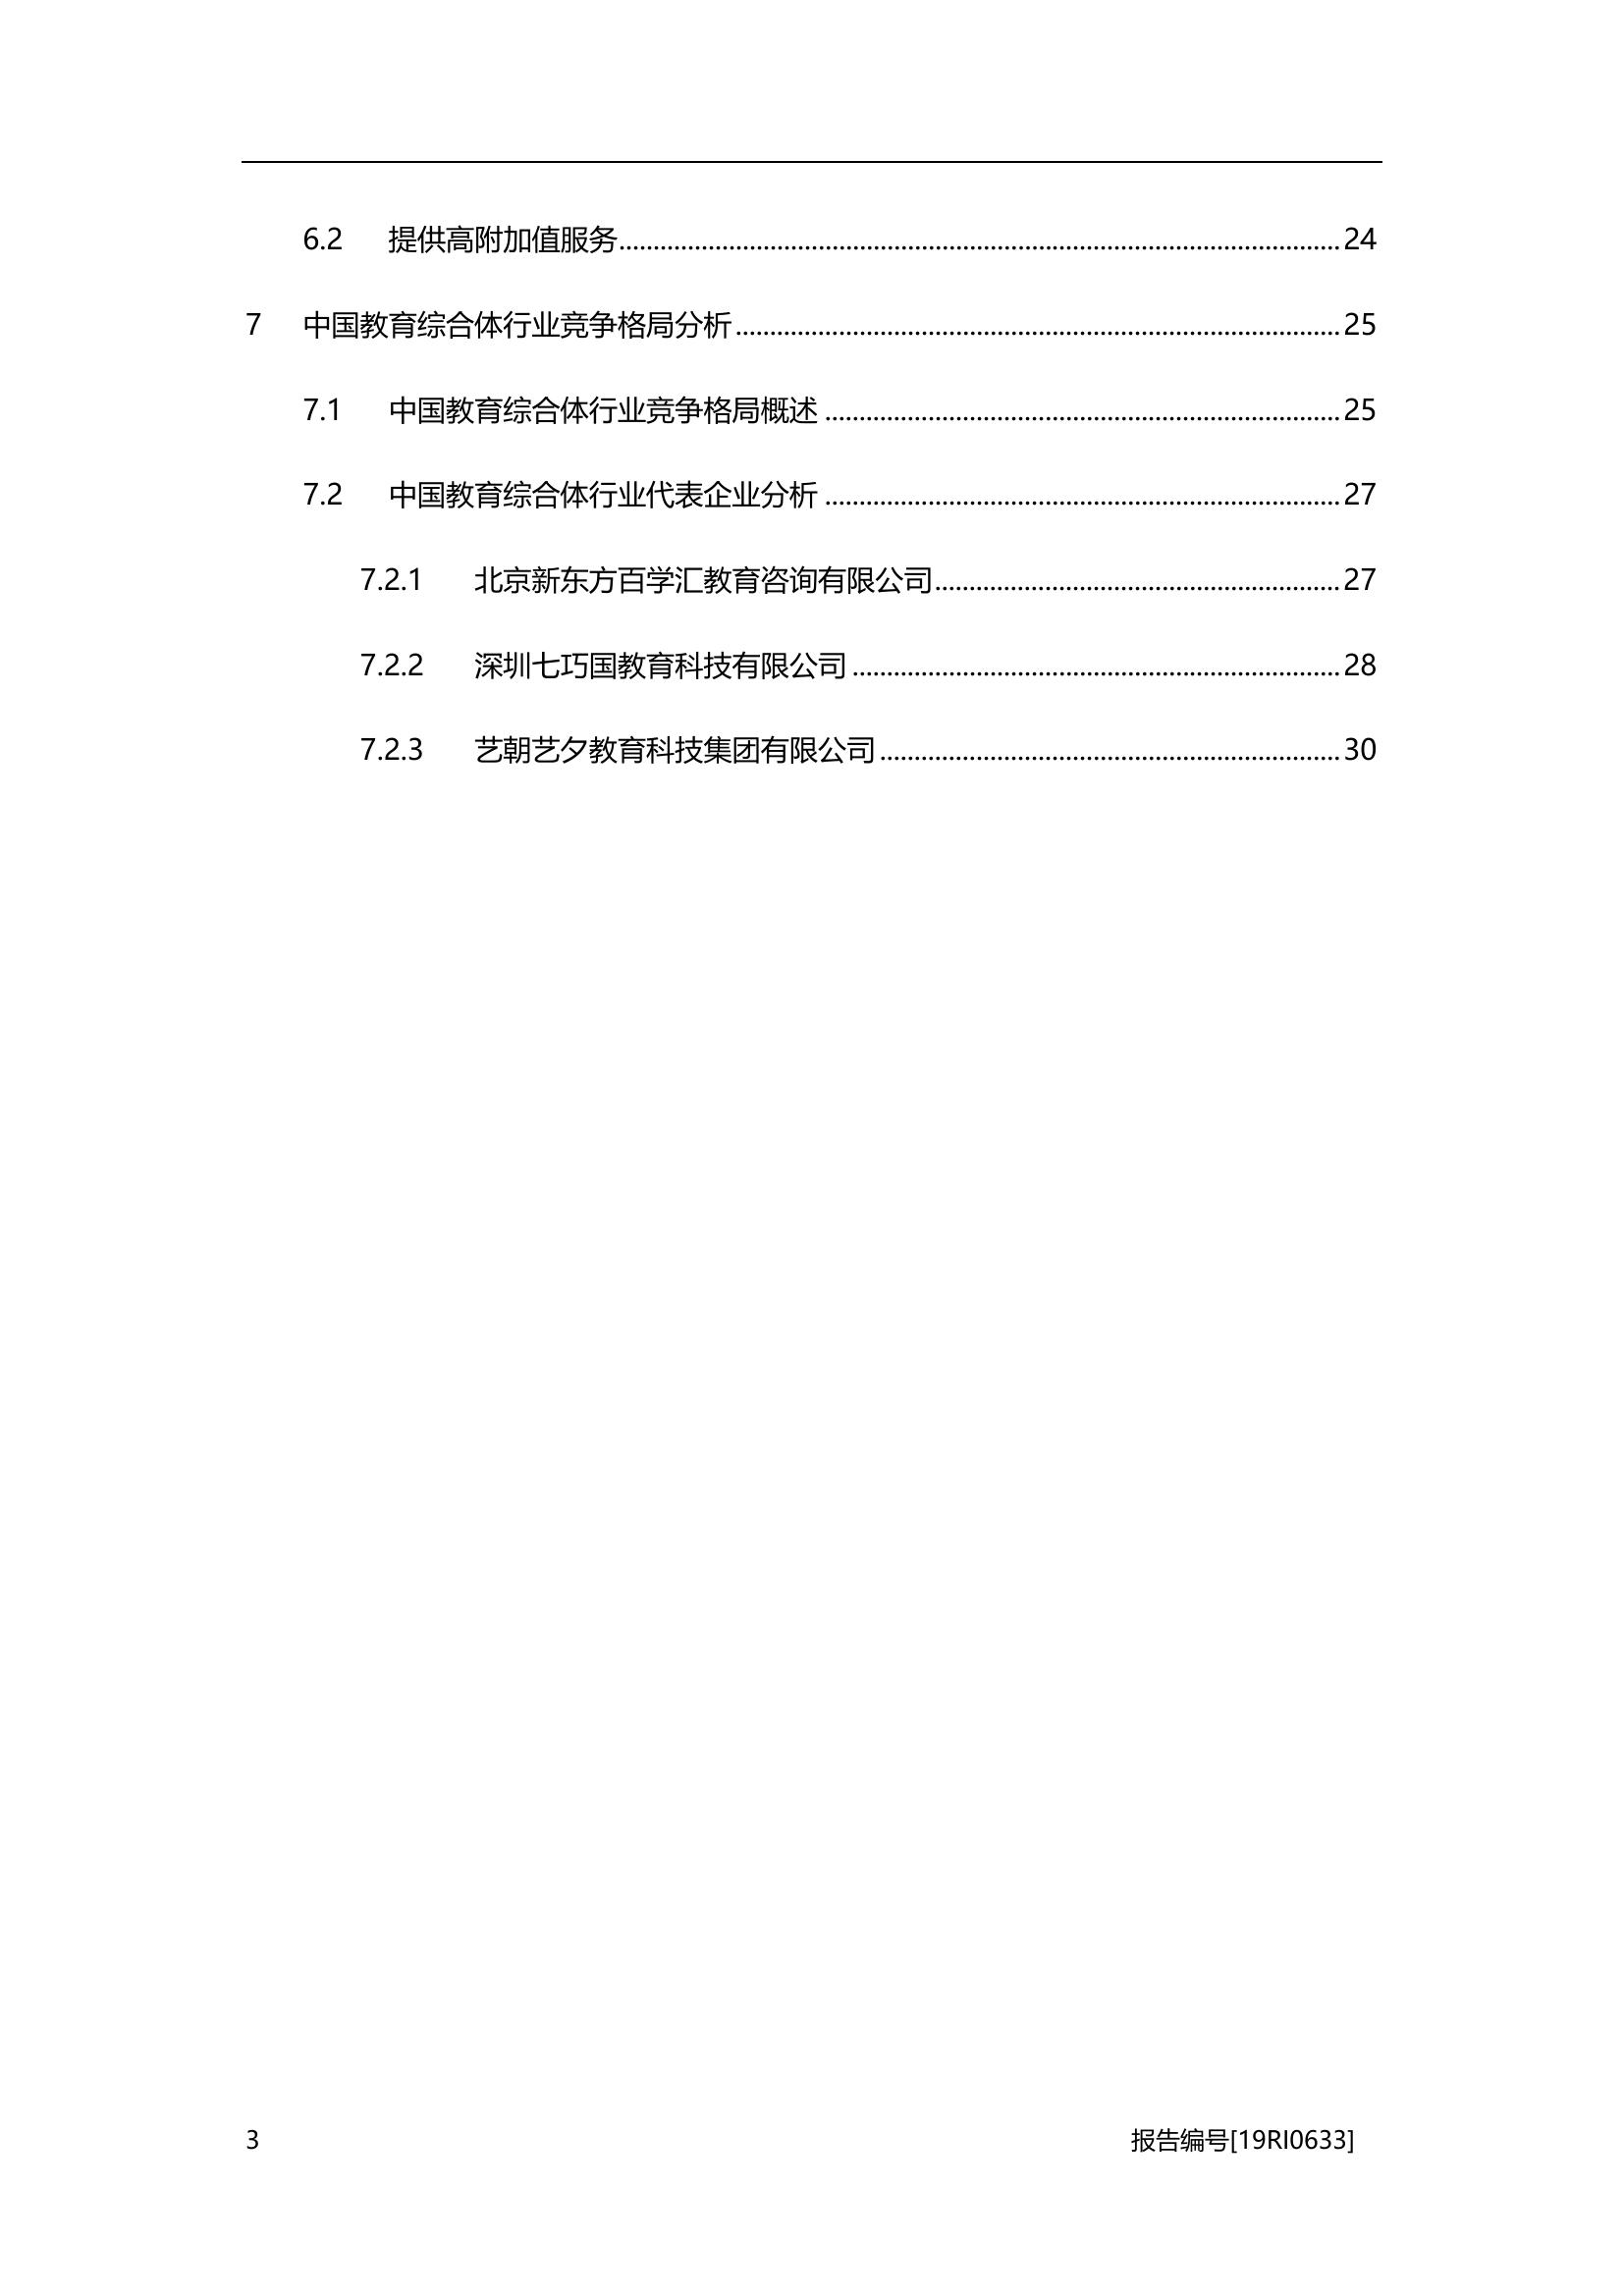 6.2 提供高附加值服务 24
7 中国教育综合体行业竞争格局分析 25
7.1 中国教育综合体行业竞争格局概述 25
7.2 中国教育综合体行业代表企业分析 27
7.2.1 北京新东方百学汇教育咨询有限公司 27
7.2.2 深圳七巧国教育科技有限公司 28
7.2.3 艺朝艺夕教育科技集团有限公司 30
3 报告编号[19RI0633]